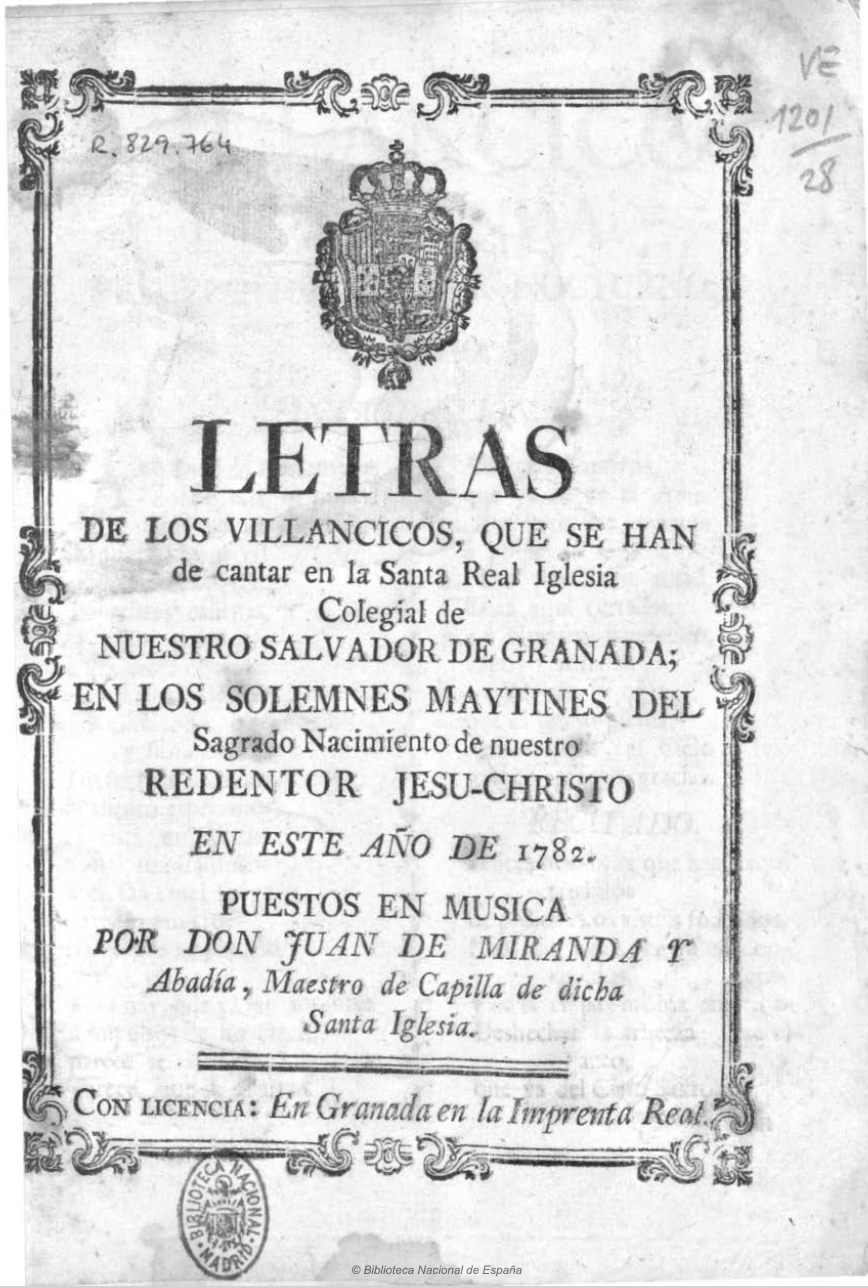 VE
1201
28
R. 829.764
LETRAS
DE LOS VILLANCICOS, QUE SE HAN
de cantar en la Santa Real Iglesia
Colegial de
NUESTRO SALVADOR DE GRANADA;
EN LOS SOLEMNES MAYTINES DEL
Sagrado Nacimiento de nuestro
REDENTOR JESU-CHRISTO
EN ESTE AÑO DE 1782.
PUESTOS EN MUSICA
POR DON JUAN DE MIRANDA Y
Abadía, Maestro de Capilla de dicha
Santa Iglesia.
CON LICENCIA: En Granada en la Imprenta Real.
BIBLIOTECA NACIONAL
MADRID
© Biblioteca Nacional de España